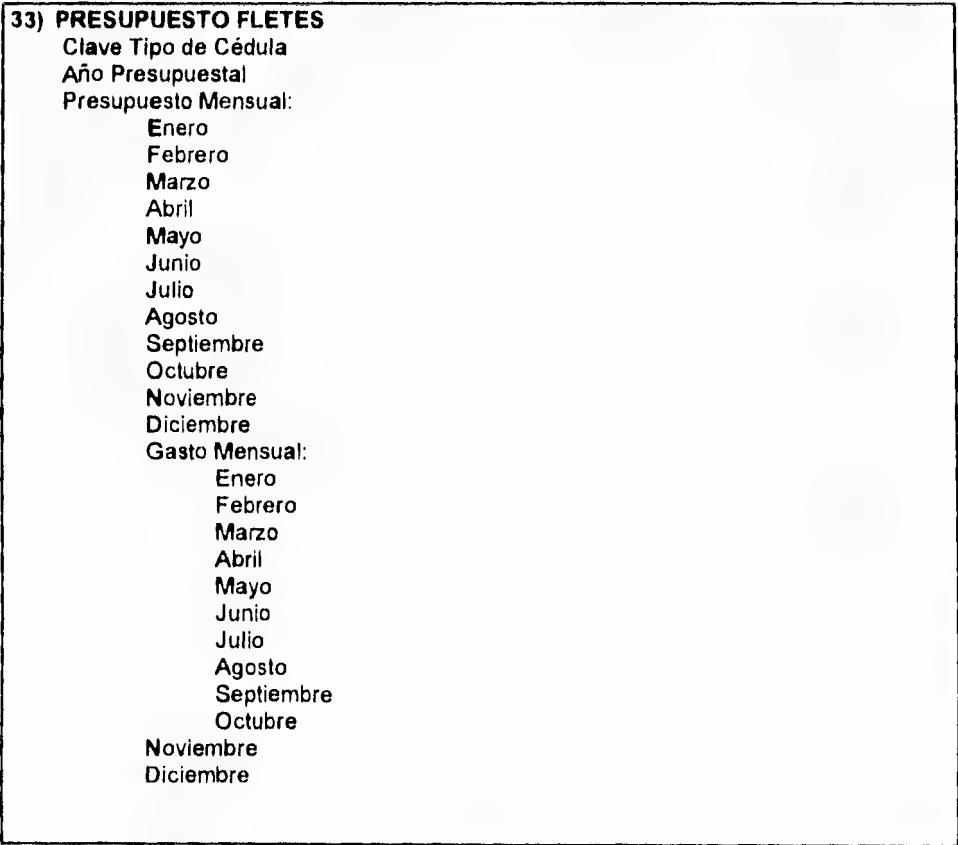 33) PRESUPUESTO FLETES
Clave Tipo de Cédula
Año Presupuestal
Presupuesto Mensual:
Enero
Febrero
Marzo
Abril
Mayo
Junio
Julio
Agosto
Septiembre
Octubre
Noviembre
Diciembre
Gasto Mensual:
Enero
Febrero
Marzo
Abril
Mayo
Junio
Julio
Agosto
Septiembre
Octubre
Noviembre
Diciembre